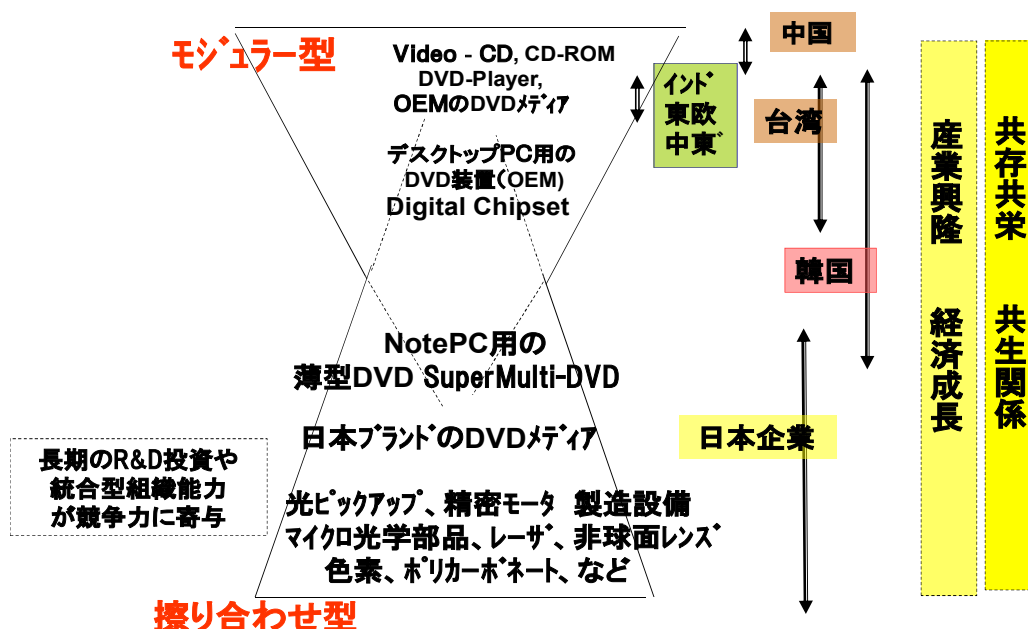 モジュラー型
Video - CD, CD-ROM
DVD-Player,
OEMのDVDメディア
デスクトップPC用の
DVD装置(OEM)
Digital Chipset
NotePC用の
薄型DVD SuperMulti-DVD
日本ブランドのDVDメディア
光ピックアップ、精密モータ 製造設備
マイクロ光学部品、レーザ、非球面レンズ
色素、ポリカーボネート、など
擦り合わせ型
長期のR&D投資や
統合型組織能力
が競争力に寄与
中国
インド
東欧
中東゛
台湾
韓国
日本企業
産業興隆 経済成長
共存共栄 共生関係